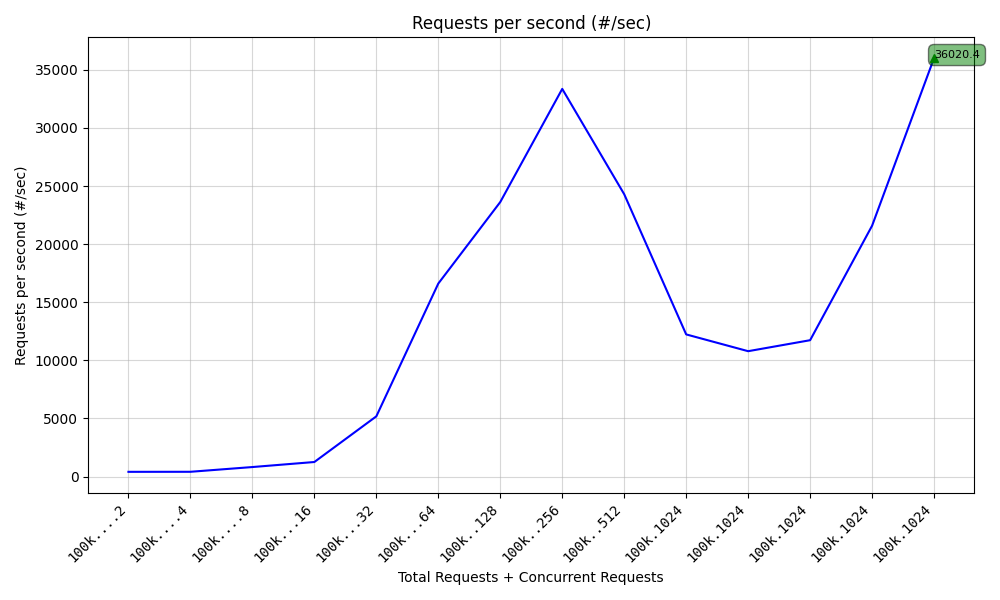 Requests per second (#/sec)
36020.4
35000
30000
25000
20000
15000
10000
5000
0
Requests per second (#/sec)
100k....2
100k....4
100k....8
100k...16
100k...32
100k...64
100k..128
100k..256
100k..512
100k.1024
100k.1024
100k.1024
100k.1024
100k.1024
Total Requests + Concurrent Requests